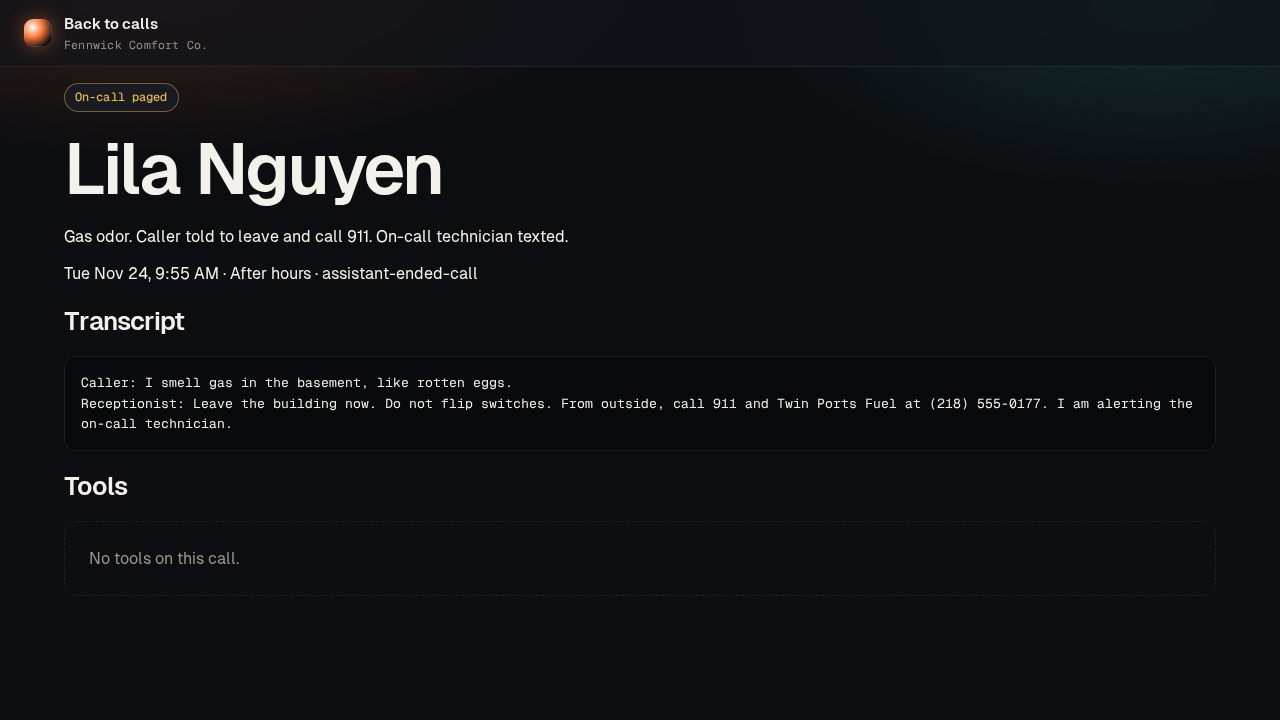 Back to calls
Fennwick Comfort Co.
On-call paged
Lila Nguyen
Gas odor. Caller told to leave and call 911. On-call technician texted.
Tue Nov 24, 9:55 AM · After hours · assistant-ended-call
Transcript
Caller: I smell gas in the basement, like rotten eggs.
Receptionist: Leave the building now. Do not flip switches. From outside, call 911 and Twin Ports Fuel at (218) 555-0177. I am alerting the
on-call technician.
Tools
No tools on this call.